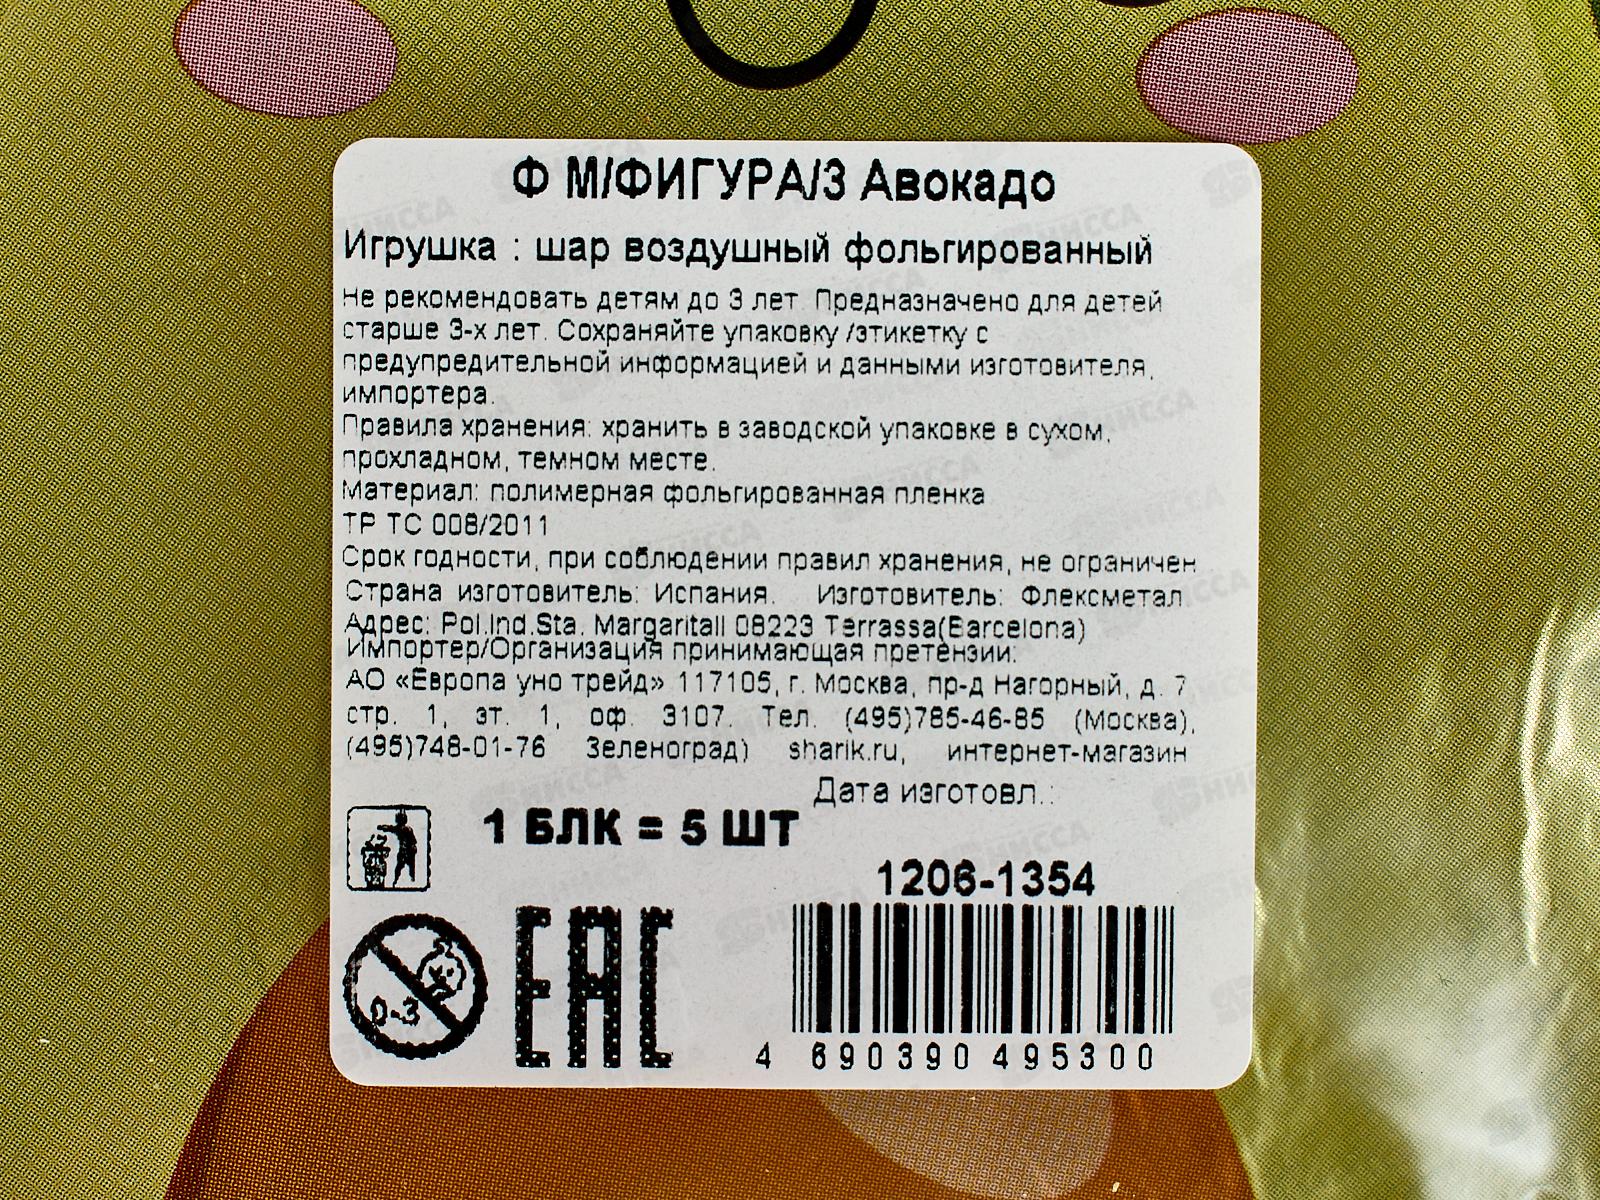 Ф М/ФИГУРА/3 Авокадо
Игрушка : шар воздушный фольгированный
Не рекомендовать детям до 3 лет. Предназначено для детей
старше 3-х лет. Сохраняйте упаковку /этикетку с
предупредительной информацией и данными изготовителя,
импортера.
Правила хранения: хранить в заводской упаковке в сухом,
прохладном, темном месте.
Материал: полимерная фольгированная пленка
ТР ТС 008/2011
Срок годности, при соблюдении правил хранения, не ограничен
Страна изготовитель: Испания. Изготовитель: Флексметал.
Адрес: Pol.Ind.Sta. Margaritall 08223 Terrassa(Barcelona)
Импортер/Организация принимающая претензии:
АО «Европа уно трейд» 117105, г. Москва, пр-д Нагорный, д. 7
стр. 1, эт. 1, оф. 3107. Тел. (495)785-46-85 (Москва),
(495)748-01-76 Зеленоград) sharik.ru, интернет-магазин
Дата изготовл.:
1 БЛК = 5 ШТ
1206-1354
0-3
EAC
4 690390 495300